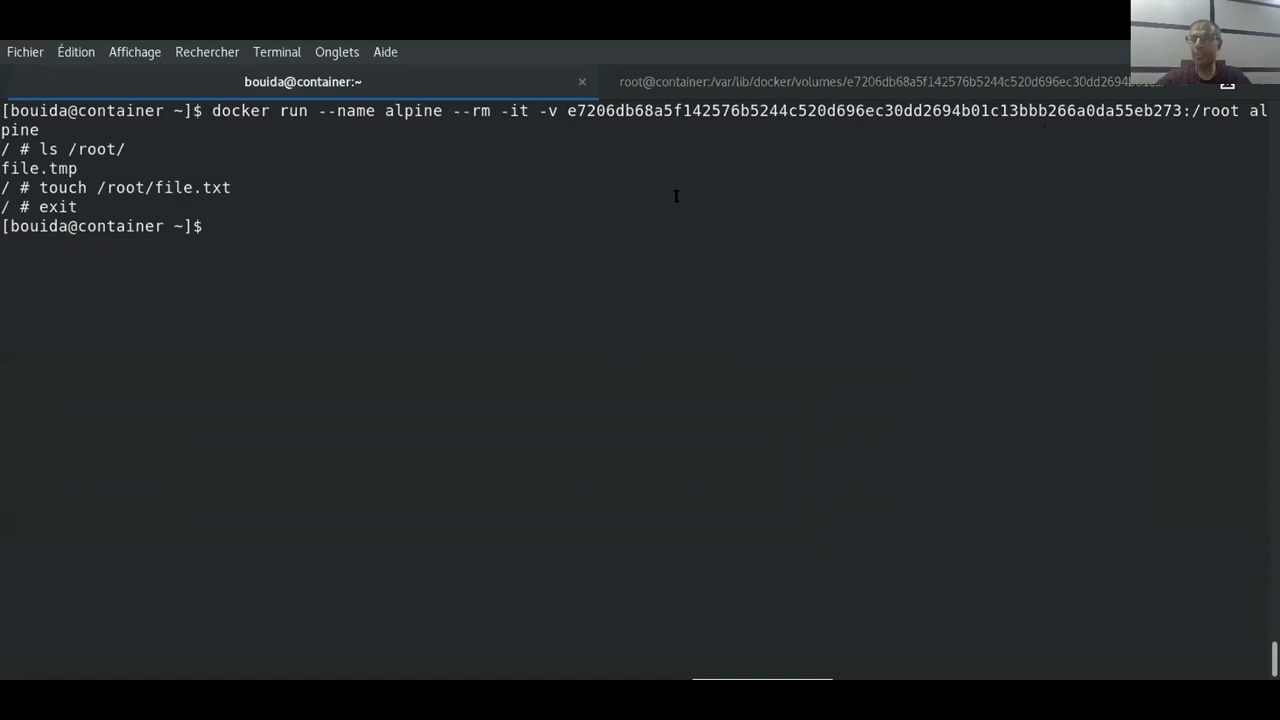 Fichier Édition Affichage Rechercher Terminal Onglets Aide
bouida@container:~ × root@container:/var/lib/docker/volumes/e7206db68a5f142576b5244c520d696ec30dd2694b01c13
[bouida@container ~]$ docker run --name alpine --rm -it -v e7206db68a5f142576b5244c520d696ec30dd2694b01c13bbb266a0da55eb273:/root al
pine
/ # ls /root/
file.tmp
/ # touch /root/file.txt
/ # exit
[bouida@container ~]$